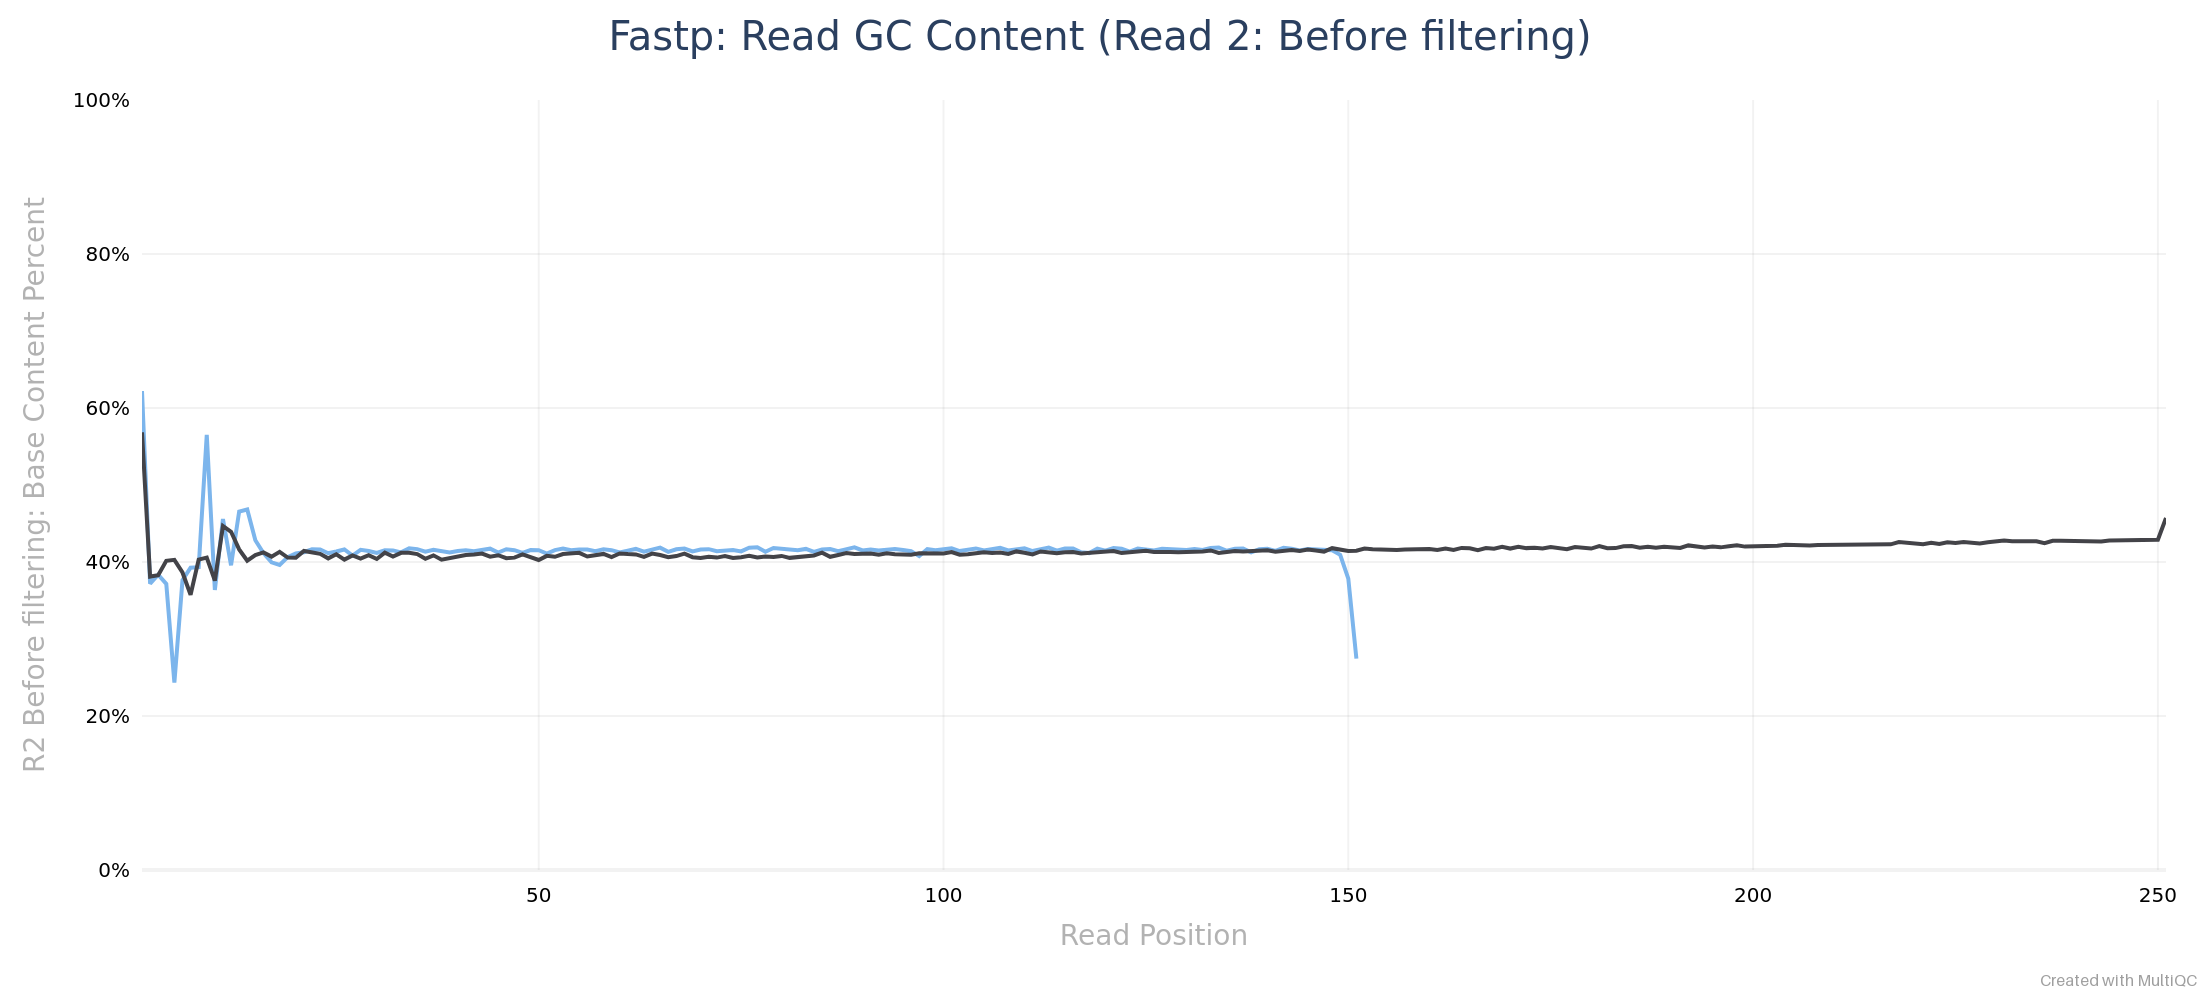 Fastp: Read GC Content (Read 2: Before filtering)
R2 Before filtering: Base Content Percent
100%
80%
60%
40%
20%
0%
50
100
150
200
250
Read Position
Created with MultiQC